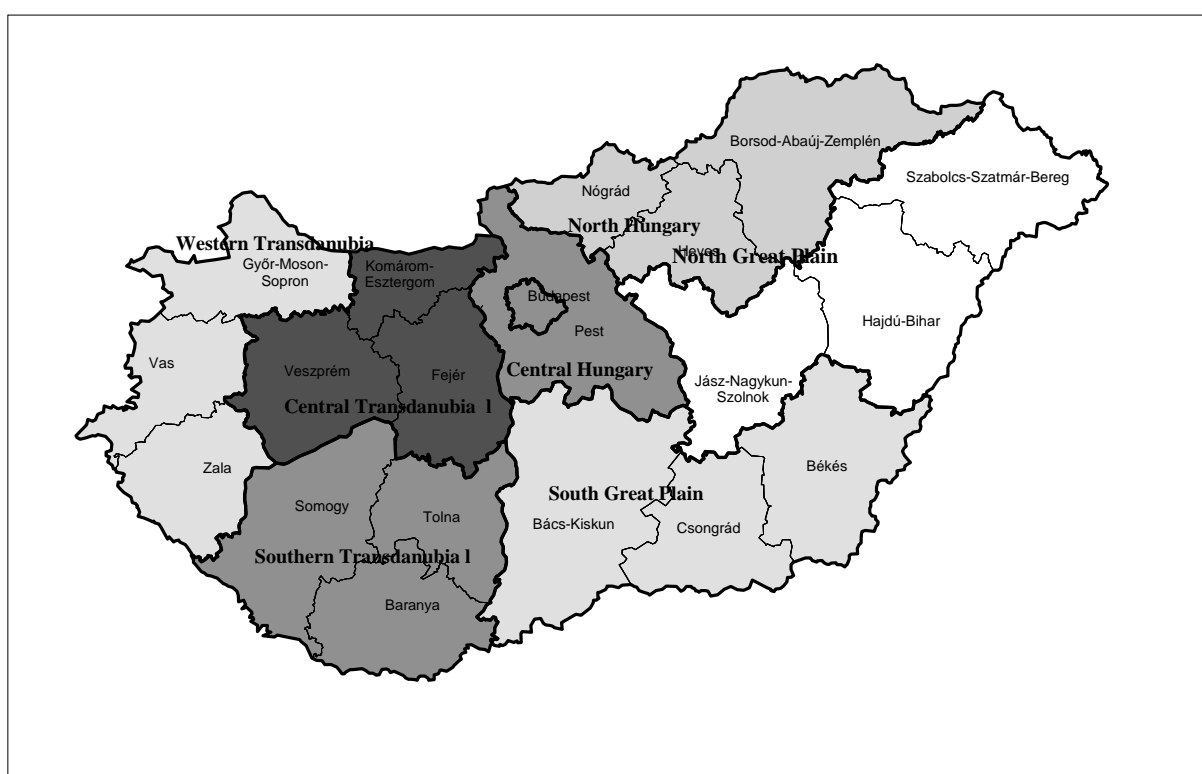 Borsod-Abaúj-Zemplén
Szabolcs-Szatmár-Bereg
Nógrád
North Hungary
Western Transdanubia
Heves
North Great Plain
Győr-Moson-
Sopron
Komárom-
Esztergom
Budapest
Pest
Hajdú-Bihar
Vas
Veszprém
Fejér
Central Hungary
Jász-Nagykun-
Szolnok
Central Transdanubia l
Zala
Békés
South Great Plain
Somogy
Tolna
Bács-Kiskun
Csongrád
Southern Transdanubia l
Baranya